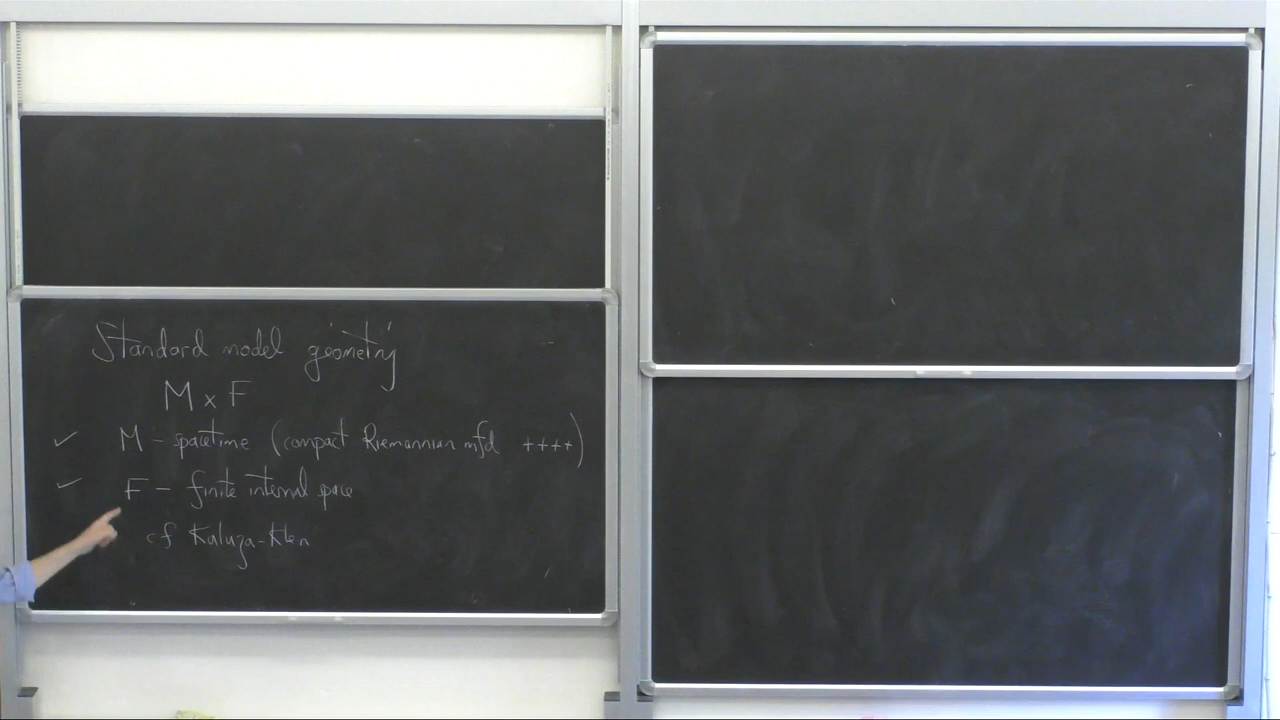 Standard model 'geometry'
M × F
✓ M – spacetime (compact Riemannian mfd ++++)
✓ F – finite internal space
cf Kaluza-Klein